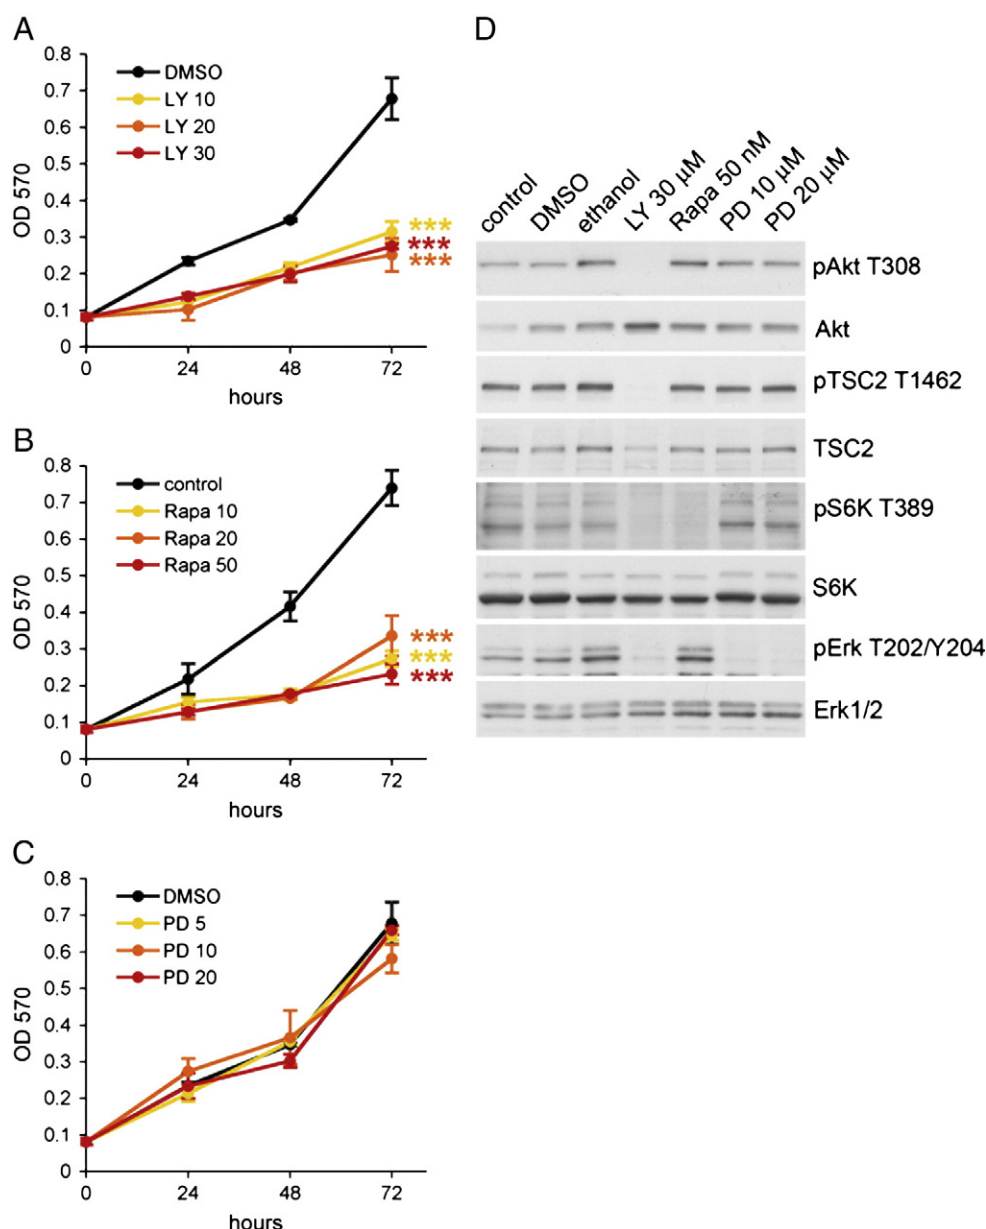 A
0.8
0.7
0.6
0.5
0.4
0.3
0.2
0.1
0
OD 570
DMSO
LY 10
LY 20
LY 30
***
***
***
0 24 48 72
hours
B
0.8
0.7
0.6
0.5
0.4
0.3
0.2
0.1
0
OD 570
control
Rapa 10
Rapa 20
Rapa 50
***
***
***
0 24 48 72
hours
C
0.8
0.7
0.6
0.5
0.4
0.3
0.2
0.1
0
OD 570
DMSO
PD 5
PD 10
PD 20
0 24 48 72
hours
D
control
DMSO
ethanol
LY 30 μM
Rapa 50 nM
PD 10 μM
PD 20 μM
pAkt T308
Akt
pTSC2 T1462
TSC2
pS6K T389
S6K
pErk T202/Y204
Erk1/2